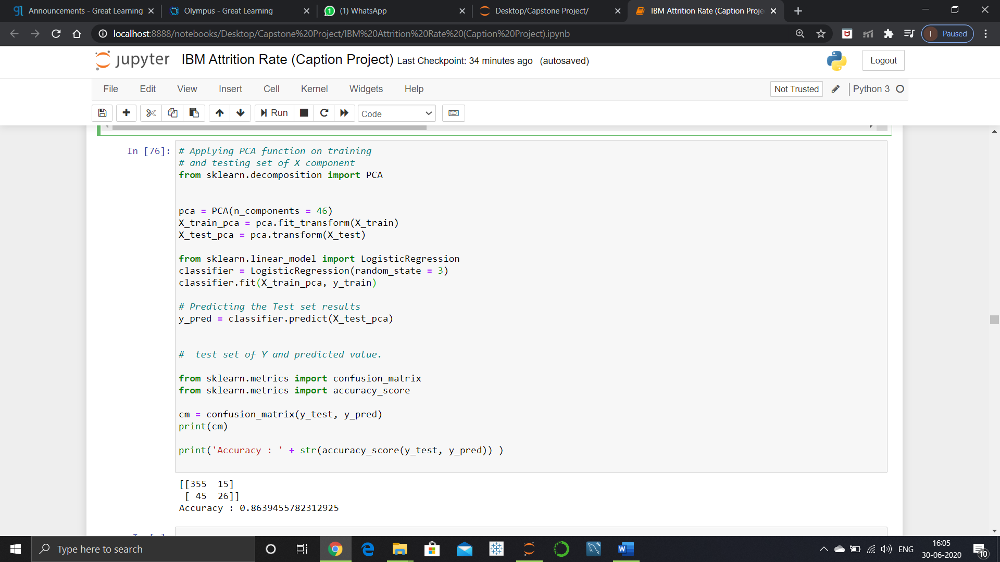 Announcements - Great Learning
Olympus - Great Learning
(1) WhatsApp
Desktop/Capstone Project/
IBM Attrition Rate (Caption Proje
localhost:8888/notebooks/Desktop/Capstone%20Project/IBM%20Attrition%20Rate%20(Caption%20Project).ipynb
I Paused
jupyter IBM Attrition Rate (Caption Project) Last Checkpoint: 34 minutes ago (autosaved)
Logout
File Edit View Insert Cell Kernel Widgets Help
Not Trusted Python 3
Run Code
In [76]: # Applying PCA function on training
# and testing set of X component
from sklearn.decomposition import PCA
pca = PCA(n_components = 46)
X_train_pca = pca.fit_transform(X_train)
X_test_pca = pca.transform(X_test)
from sklearn.linear_model import LogisticRegression
classifier = LogisticRegression(random_state = 3)
classifier.fit(X_train_pca, y_train)
# Predicting the Test set results
y_pred = classifier.predict(X_test_pca)
#  test set of Y and predicted value.
from sklearn.metrics import confusion_matrix
from sklearn.metrics import accuracy_score
cm = confusion_matrix(y_test, y_pred)
print(cm)
print('Accuracy : ' + str(accuracy_score(y_test, y_pred)) )
[[355  15]
 [ 45  26]]
Accuracy : 0.8639455782312925
Type here to search
ENG
16:05
30-06-2020
10